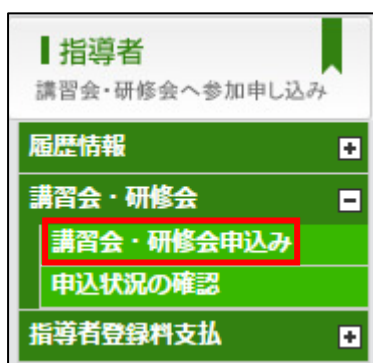 指導者
講習会・研修会へ参加申し込み
履歴情報
講習会・研修会
講習会・研修会申込み
申込状況の確認
指導者登録料支払